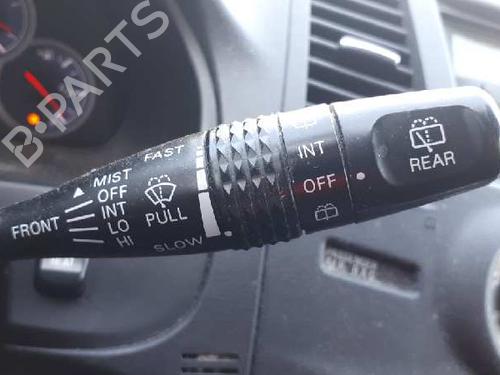 B-PARTS
FAST
MIST
OFF
FRONT
INT
LO
HI
PULL
SLOW
INT
OFF
REAR